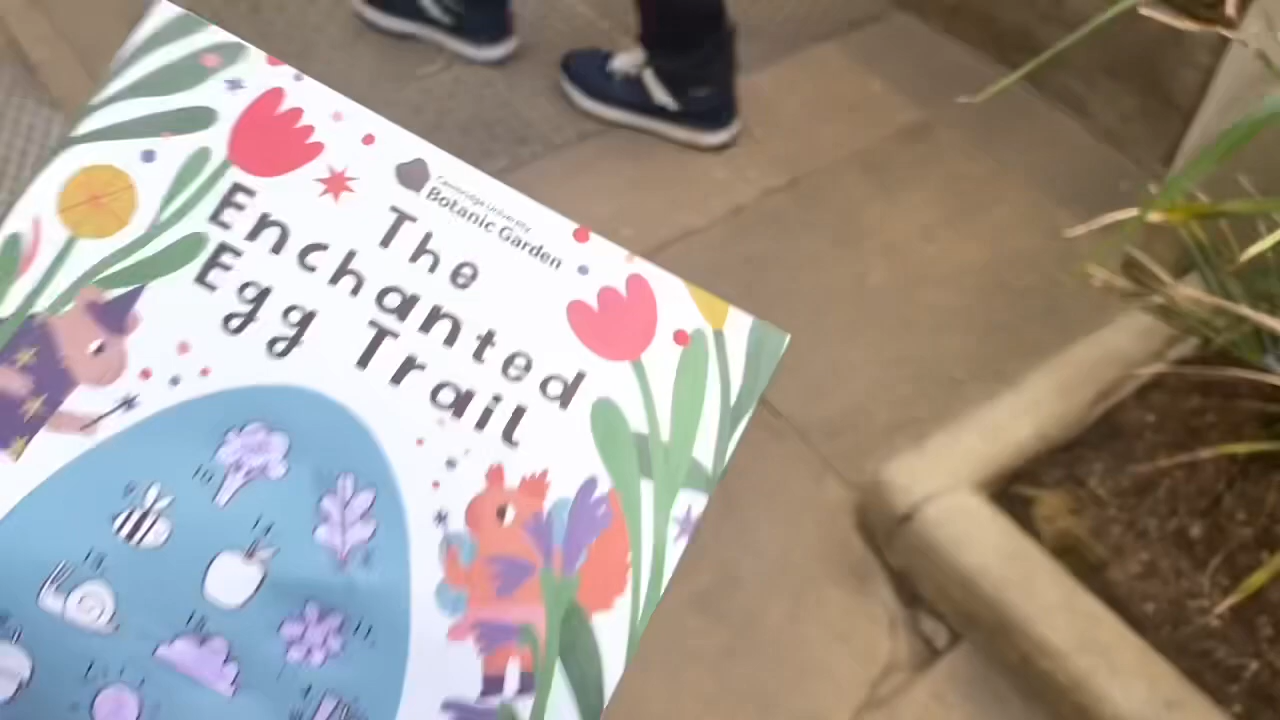 Cambridge University
Botanic Garden
The
Enchanted
Egg Trail